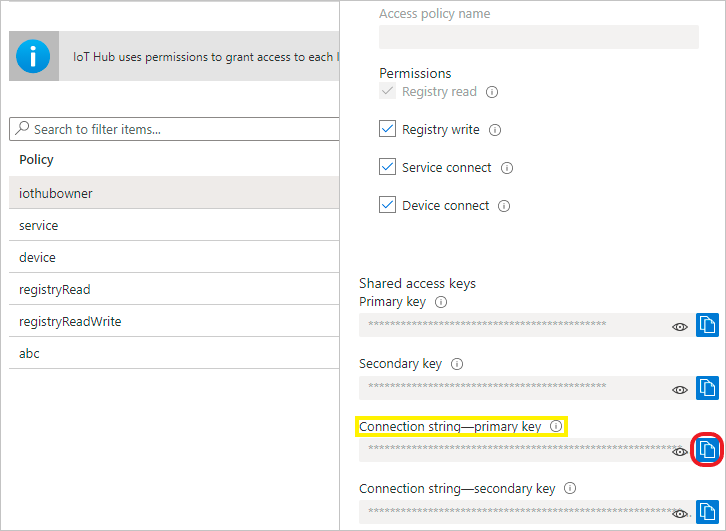 IoT Hub uses permissions to grant access to each I
Search to filter items...
Policy
iothubowner
service
device
registryRead
registryReadWrite
abc
Access policy name
Permissions
Registry read
Registry write
Service connect
Device connect
Shared access keys
Primary key
*******************************************
Secondary key
*******************************************
Connection string—primary key
*********************************************************...
Connection string—secondary key
*********************************************************...